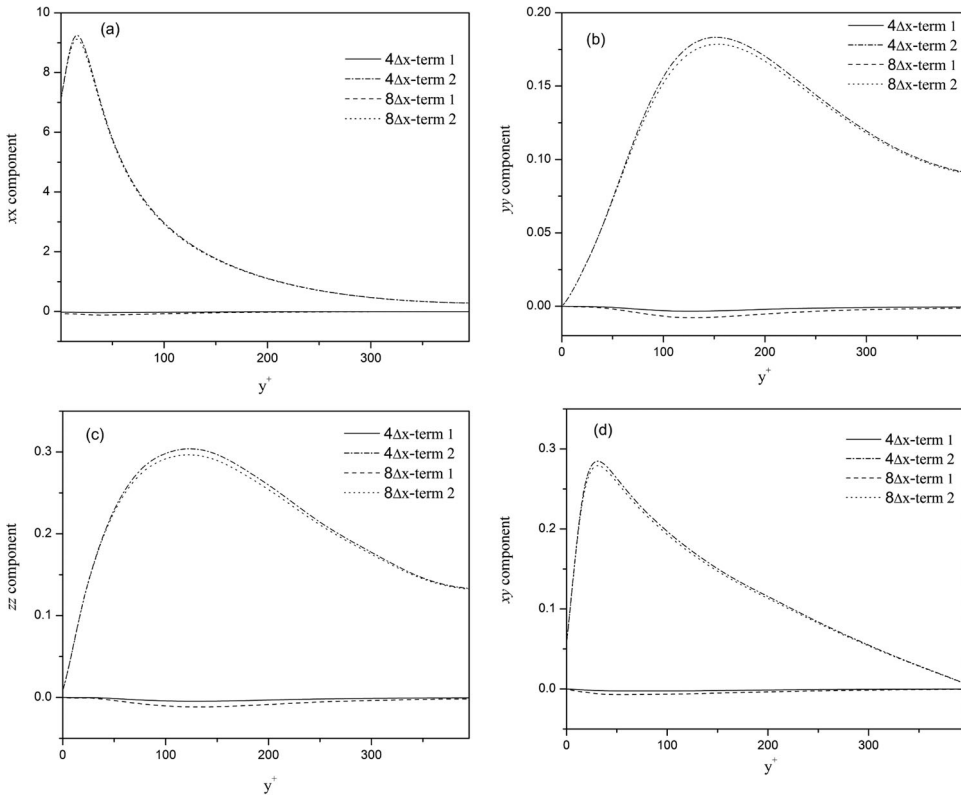 (a)
4Δx-term 1
4Δx-term 2
8Δx-term 1
8Δx-term 2
10
8
6
4
2
0
100
200
300
xx component
y+
(b)
4Δx-term 1
4Δx-term 2
8Δx-term 1
8Δx-term 2
0.20
0.15
0.10
0.05
0.00
0
100
200
300
yy component
y+
(c)
4Δx-term 1
4Δx-term 2
8Δx-term 1
8Δx-term 2
0.3
0.2
0.1
0.0
0
100
200
300
zz component
y+
(d)
4Δx-term 1
4Δx-term 2
8Δx-term 1
8Δx-term 2
0.3
0.2
0.1
0.0
0
100
200
300
xy component
y+